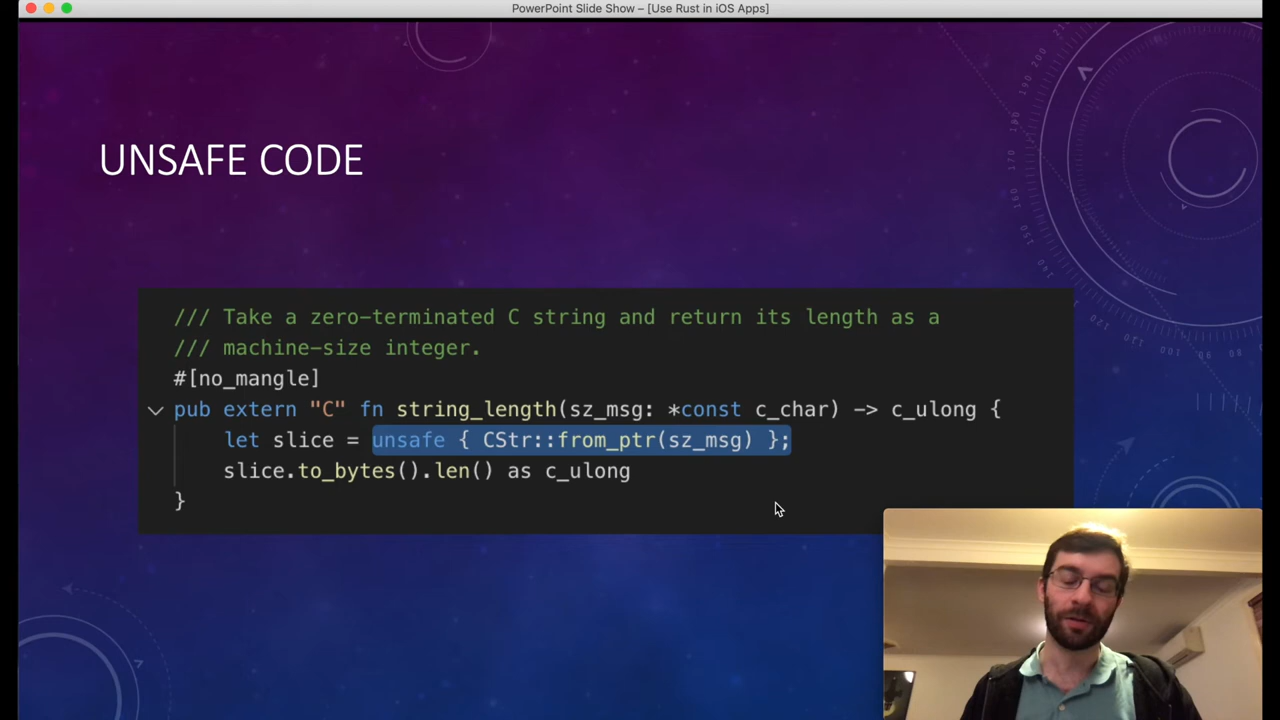 PowerPoint Slide Show – [Use Rust in iOS Apps]
UNSAFE CODE
/// Take a zero-terminated C string and return its length as a
/// machine-size integer.
#[no_mangle]
pub extern "C" fn string_length(sz_msg: *const c_char) -> c_ulong {
let slice = unsafe { CStr::from_ptr(sz_msg) };
slice.to_bytes().len() as c_ulong
}